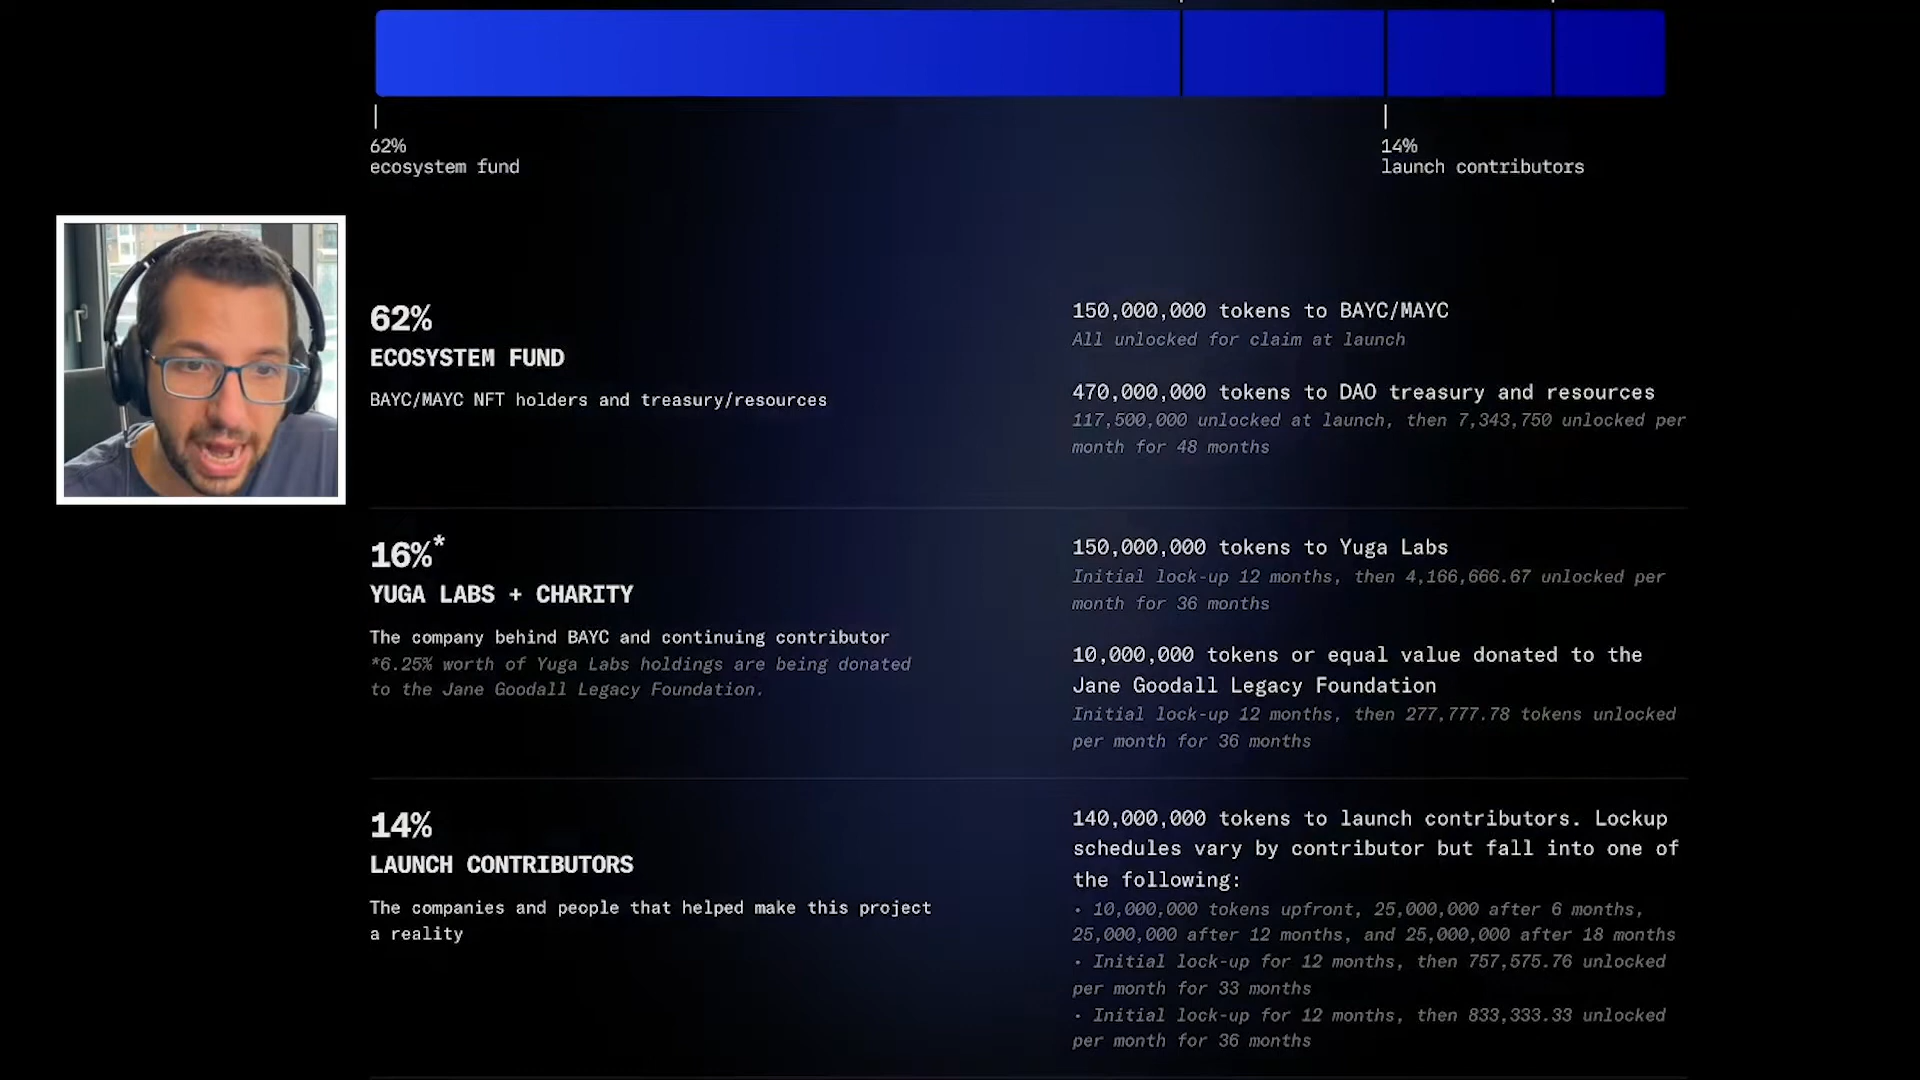 62%
ecosystem fund
14%
launch contributors
62%
ECOSYSTEM FUND
BAYC/MAYC NFT holders and treasury/resources
150,000,000 tokens to BAYC/MAYC
All unlocked for claim at launch
470,000,000 tokens to DAO treasury and resources
117,500,000 unlocked at launch, then 7,343,750 unlocked per
month for 48 months
16%*
YUGA LABS + CHARITY
The company behind BAYC and continuing contributor
*6.25% worth of Yuga Labs holdings are being donated
to the Jane Goodall Legacy Foundation.
150,000,000 tokens to Yuga Labs
Initial lock-up 12 months, then 4,166,666.67 unlocked per
month for 36 months
10,000,000 tokens or equal value donated to the
Jane Goodall Legacy Foundation
Initial lock-up 12 months, then 277,777.78 tokens unlocked
per month for 36 months
14%
LAUNCH CONTRIBUTORS
The companies and people that helped make this project
a reality
140,000,000 tokens to launch contributors. Lockup
schedules vary by contributor but fall into one of
the following:
• 10,000,000 tokens upfront, 25,000,000 after 6 months,
25,000,000 after 12 months, and 25,000,000 after 18 months
• Initial lock-up for 12 months, then 757,575.76 unlocked
per month for 33 months
• Initial lock-up for 12 months, then 833,333.33 unlocked
per month for 36 months